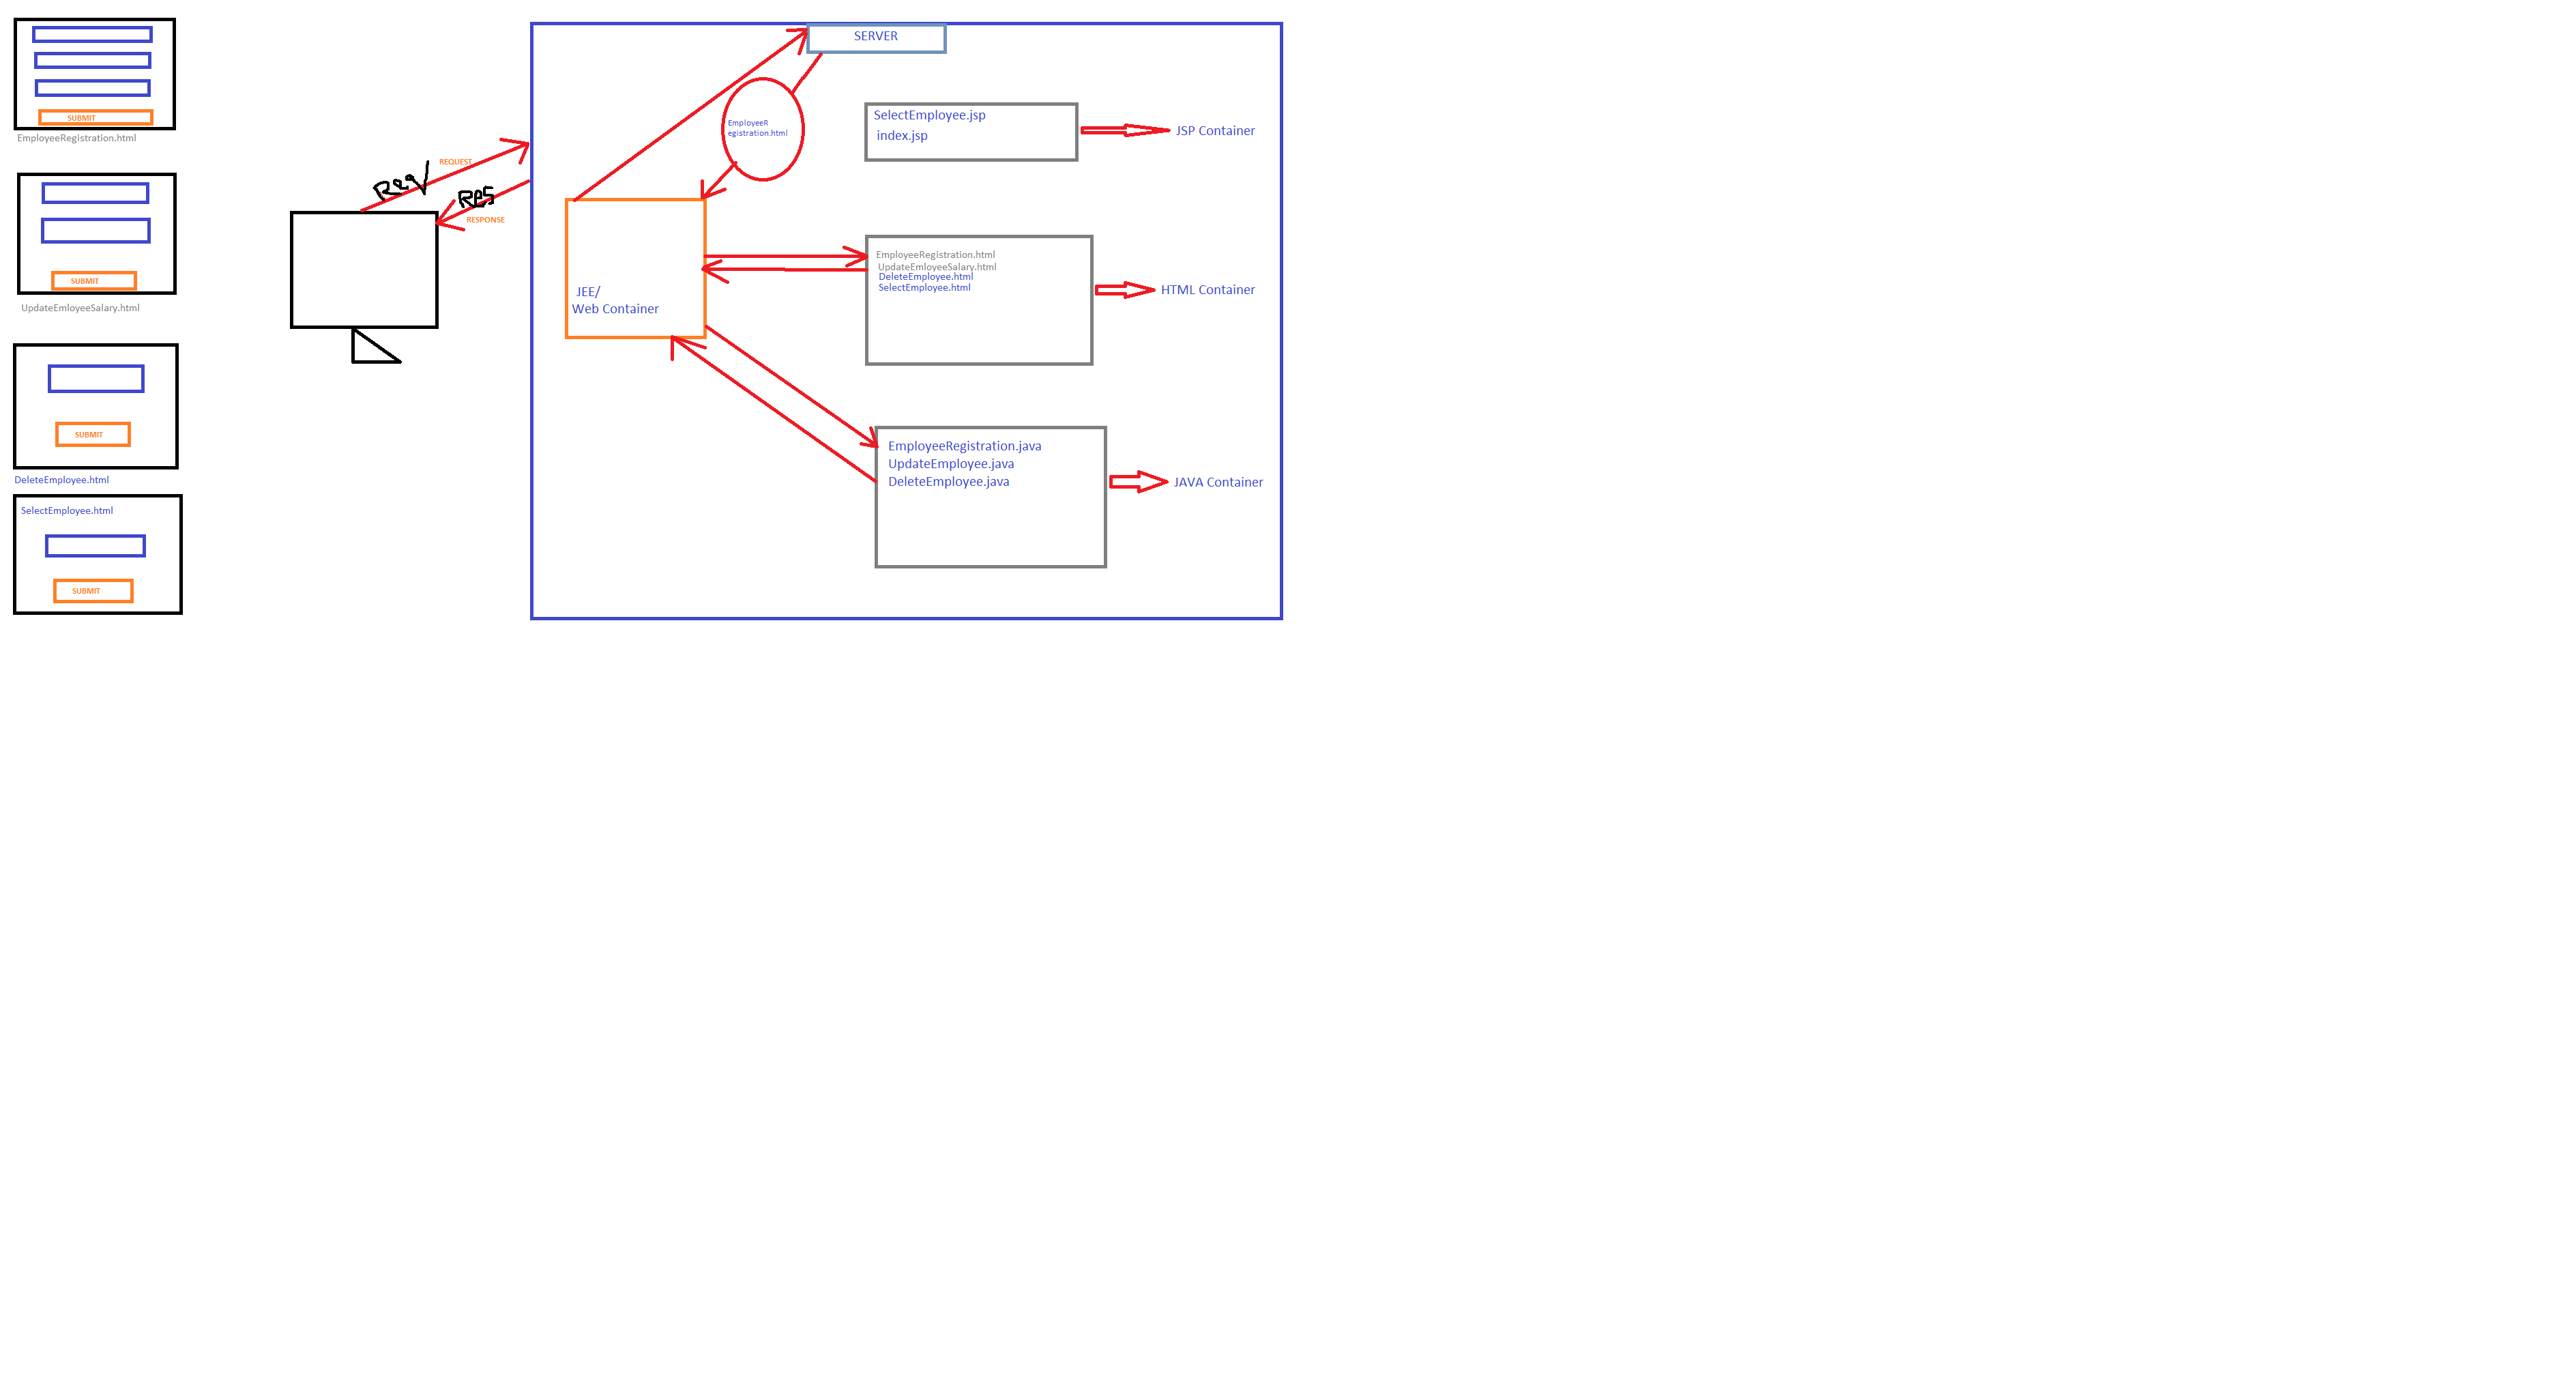 SUBMIT
EmployeeRegistration.html
SUBMIT
UpdateEmloyeeSalary.html
SUBMIT
DeleteEmployee.html
SelectEmployee.html
SUBMIT
Req
REQUEST
Res
RESPONSE
SERVER
EmployeeR
egistration.html
JEE/
Web Container
SelectEmployee.jsp
index.jsp
JSP Container
EmployeeRegistration.html
UpdateEmloyeeSalary.html
DeleteEmployee.html
SelectEmployee.html
HTML Container
EmployeeRegistration.java
UpdateEmployee.java
DeleteEmployee.java
JAVA Container